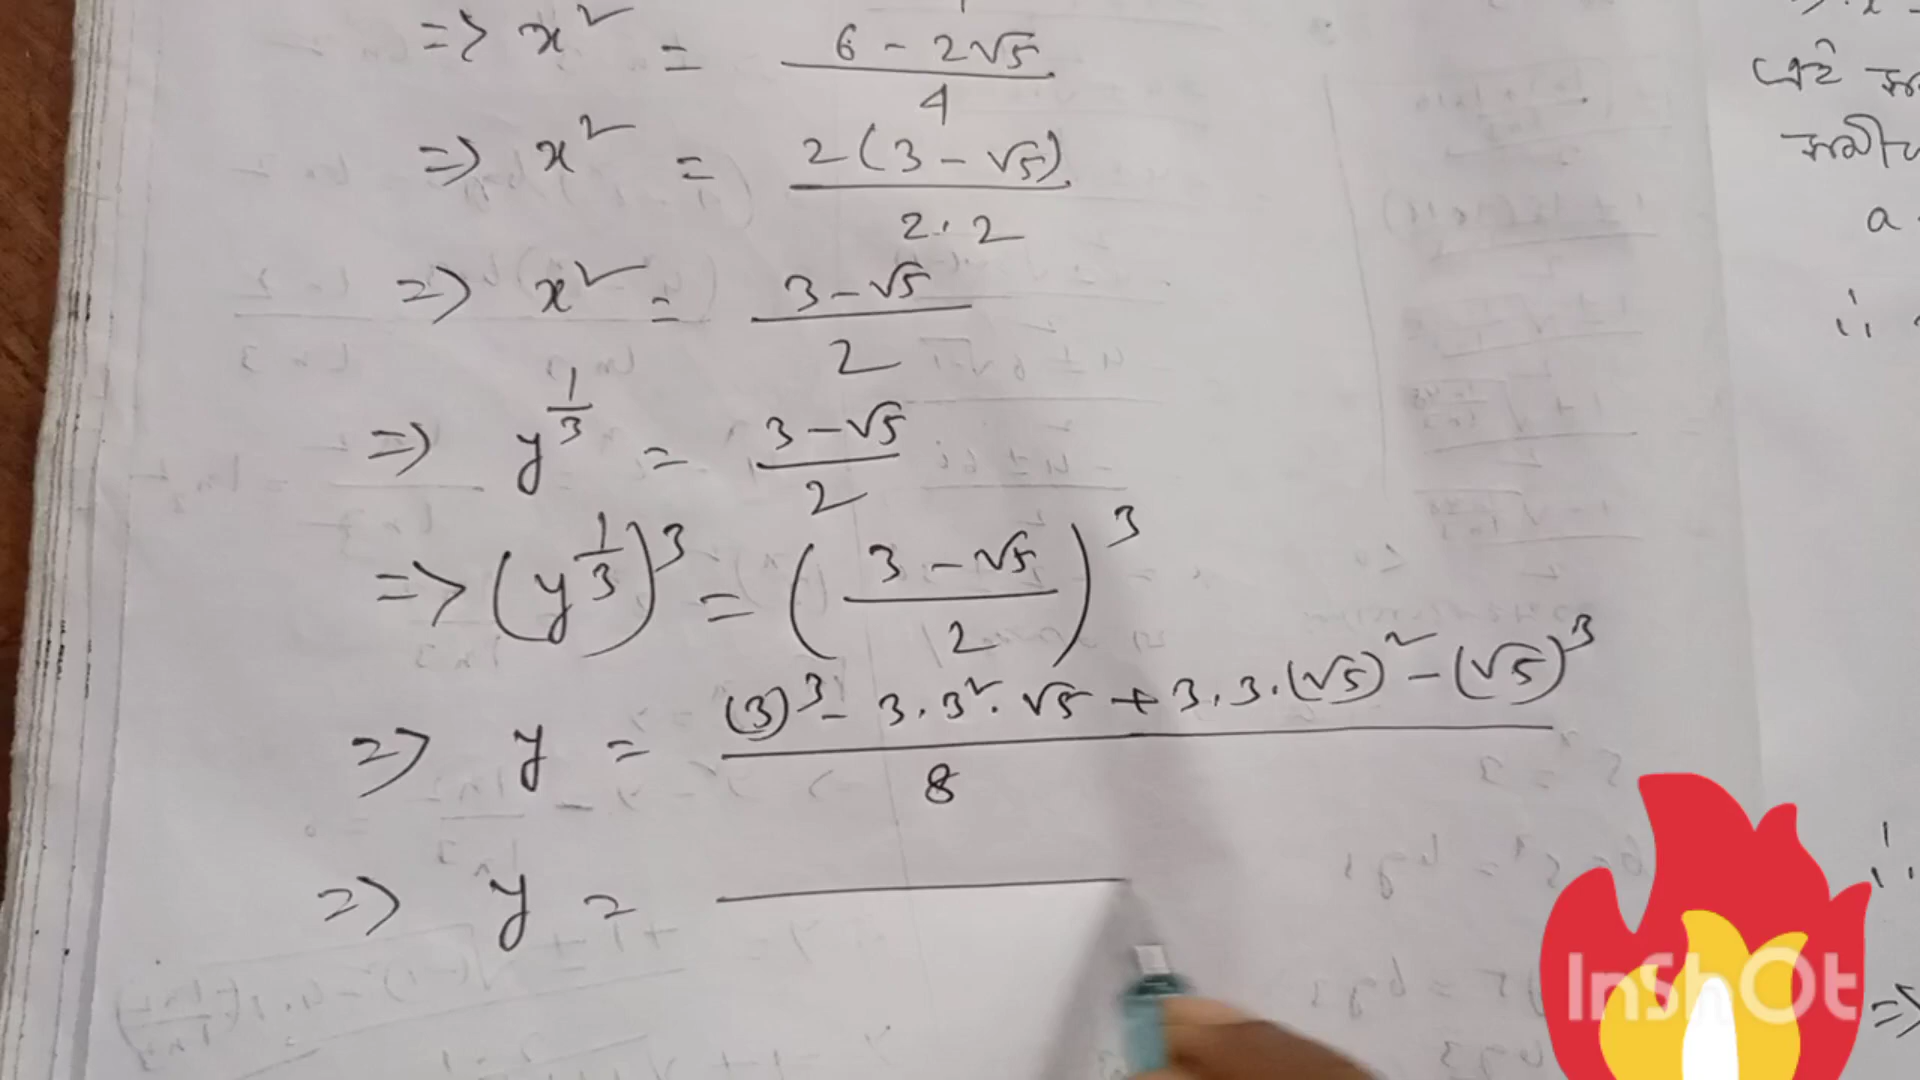 => x² = 6 - 2√5 / 4
=> x² = 2(3 - √5) / 2·2
=> x² = 3 - √5 / 2
=> y^1/3 = 3 - √5 / 2
=> (y^1/3)^3 = (3 - √5 / 2)^3
=> y = (3)^3 - 3·3²·√5 + 3·3·(√5)² - (√5)^3 / 8
=> y =
এই
a
∴
∴
=>
InShOt